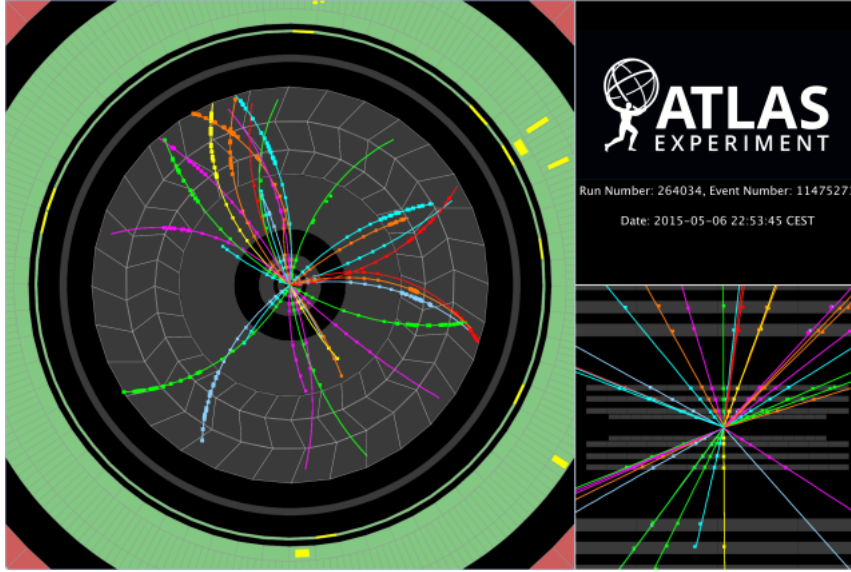 ATLAS
EXPERIMENT
Run Number: 264034, Event Number: 11475271
Date: 2015-05-06 22:53:45 CEST